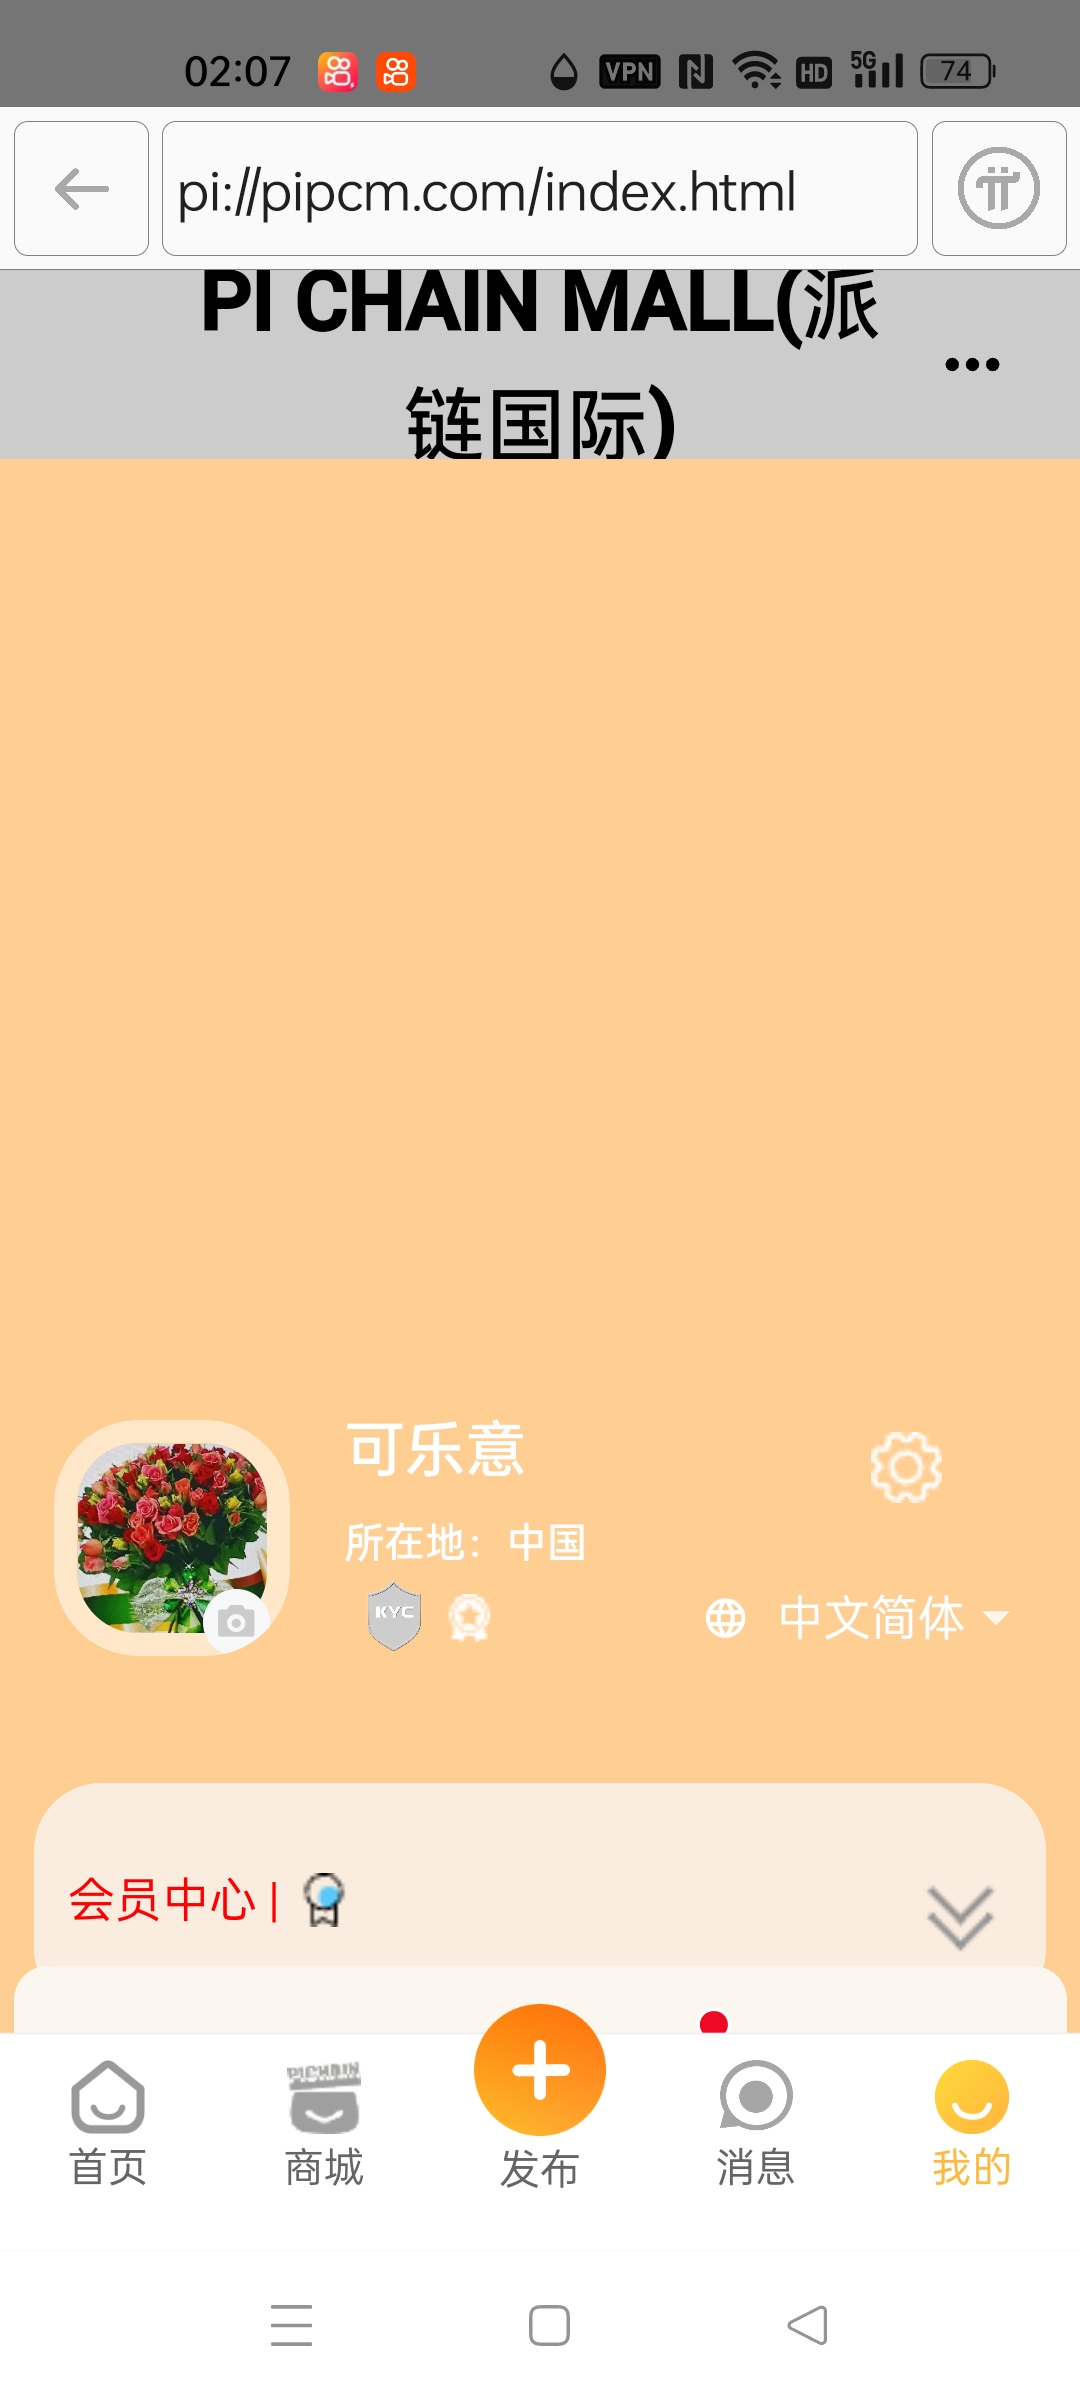 02:07
VPN
HD
5G
74
pi://pipcm.com/index.html
PI CHAIN MALL(派
链国际)
可乐意
所在地：中国
KYC
中文简体
会员中心 |
PICHAIN
首页
商城
发布
消息
我的